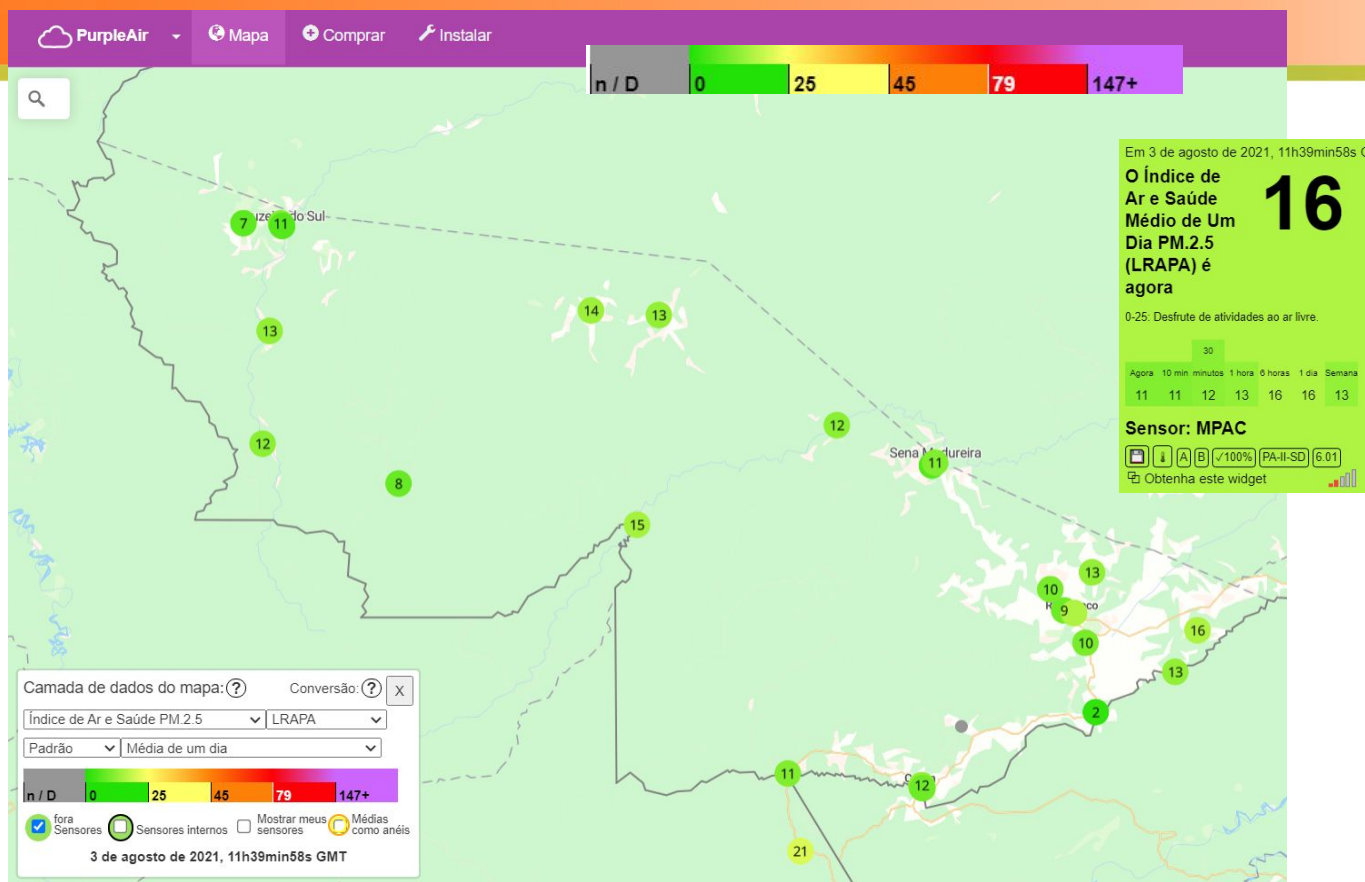 PurpleAir Mapa Comprar Instalar
n / D 0 25 45 79 147+
Em 3 de agosto de 2021, 11h39min58s
O Índice de
Ar e Saúde
Médio de Um
Dia PM.2.5
(LRAPA) é
agora
16
0-25: Desfrute de atividades ao ar livre.
30
Agora 10 min minutos 1 hora 6 horas 1 dia Semana
11 11 12 13 16 16 13
Sensor: MPAC
A B ✓100% PA-II-SD 6.01
Obtenha este widget
7 11 do Sul
14 13
13
12
12
Sena Madureira
11
8
15
13
10
9
16
10
13
2
11
12
21
Camada de dados do mapa: ? Conversão: ? X
Índice de Ar e Saúde PM.2.5 LRAPA
Padrão Média de um dia
n / D 0 25 45 79 147+
fora
Sensores
Sensores internos
Mostrar meus
sensores
Médias
como anéis
3 de agosto de 2021, 11h39min58s GMT